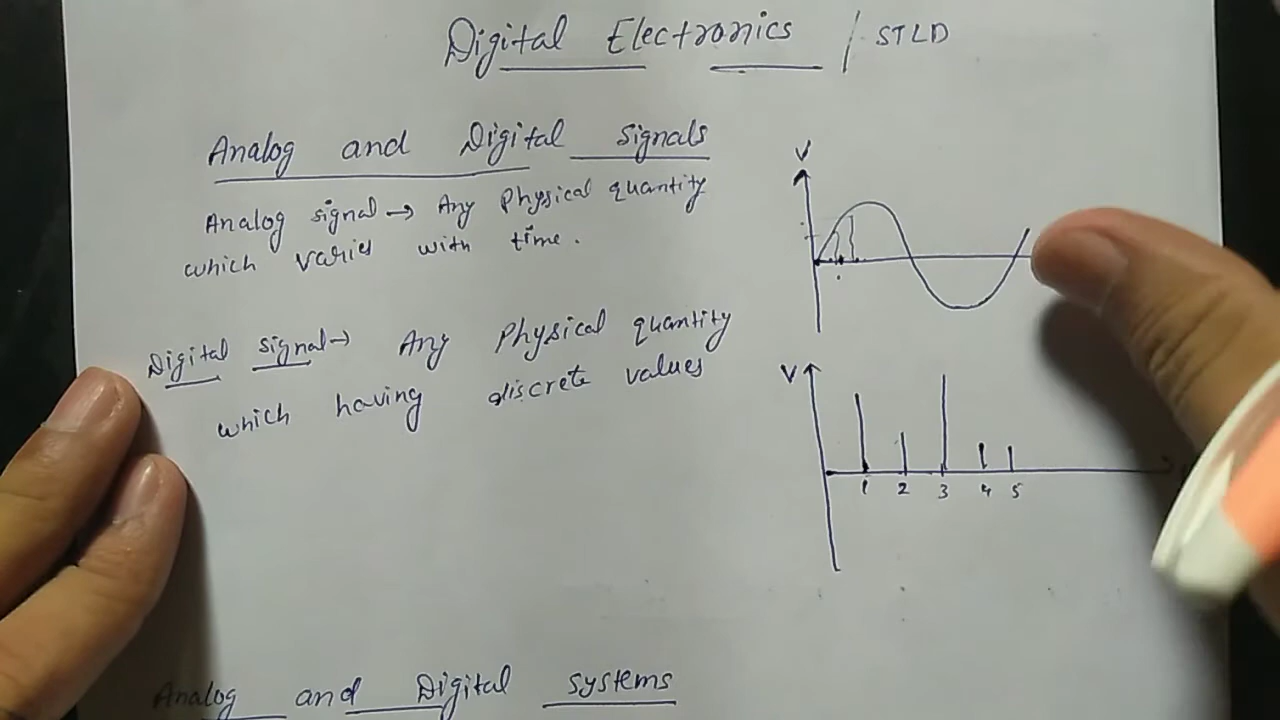 Digital Electronics / STLD
Analog and Digital Signals
Analog signal → Any Physical quantity
which varies with time.
Digital signal → Any Physical quantity
which having discrete values
V
V
1 2 3 4 5
Analog and Digital systems